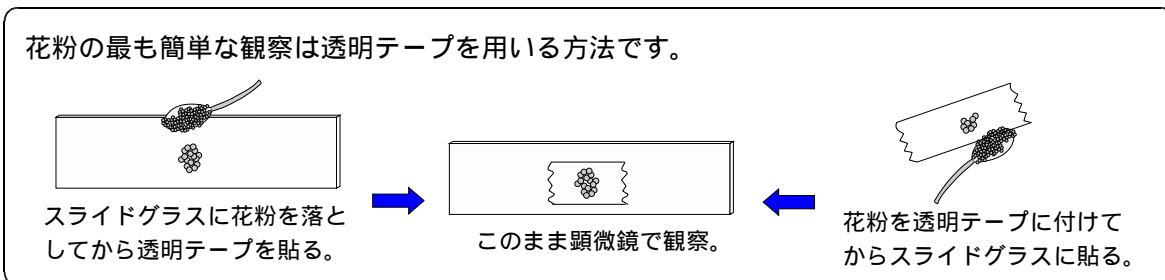 花粉の最も簡単な観察は透明テープを用いる方法です。
スライドグラスに花粉を落と
してから透明テープを貼る。
このまま顕微鏡で観察。
花粉を透明テープに付けて
からスライドグラスに貼る。